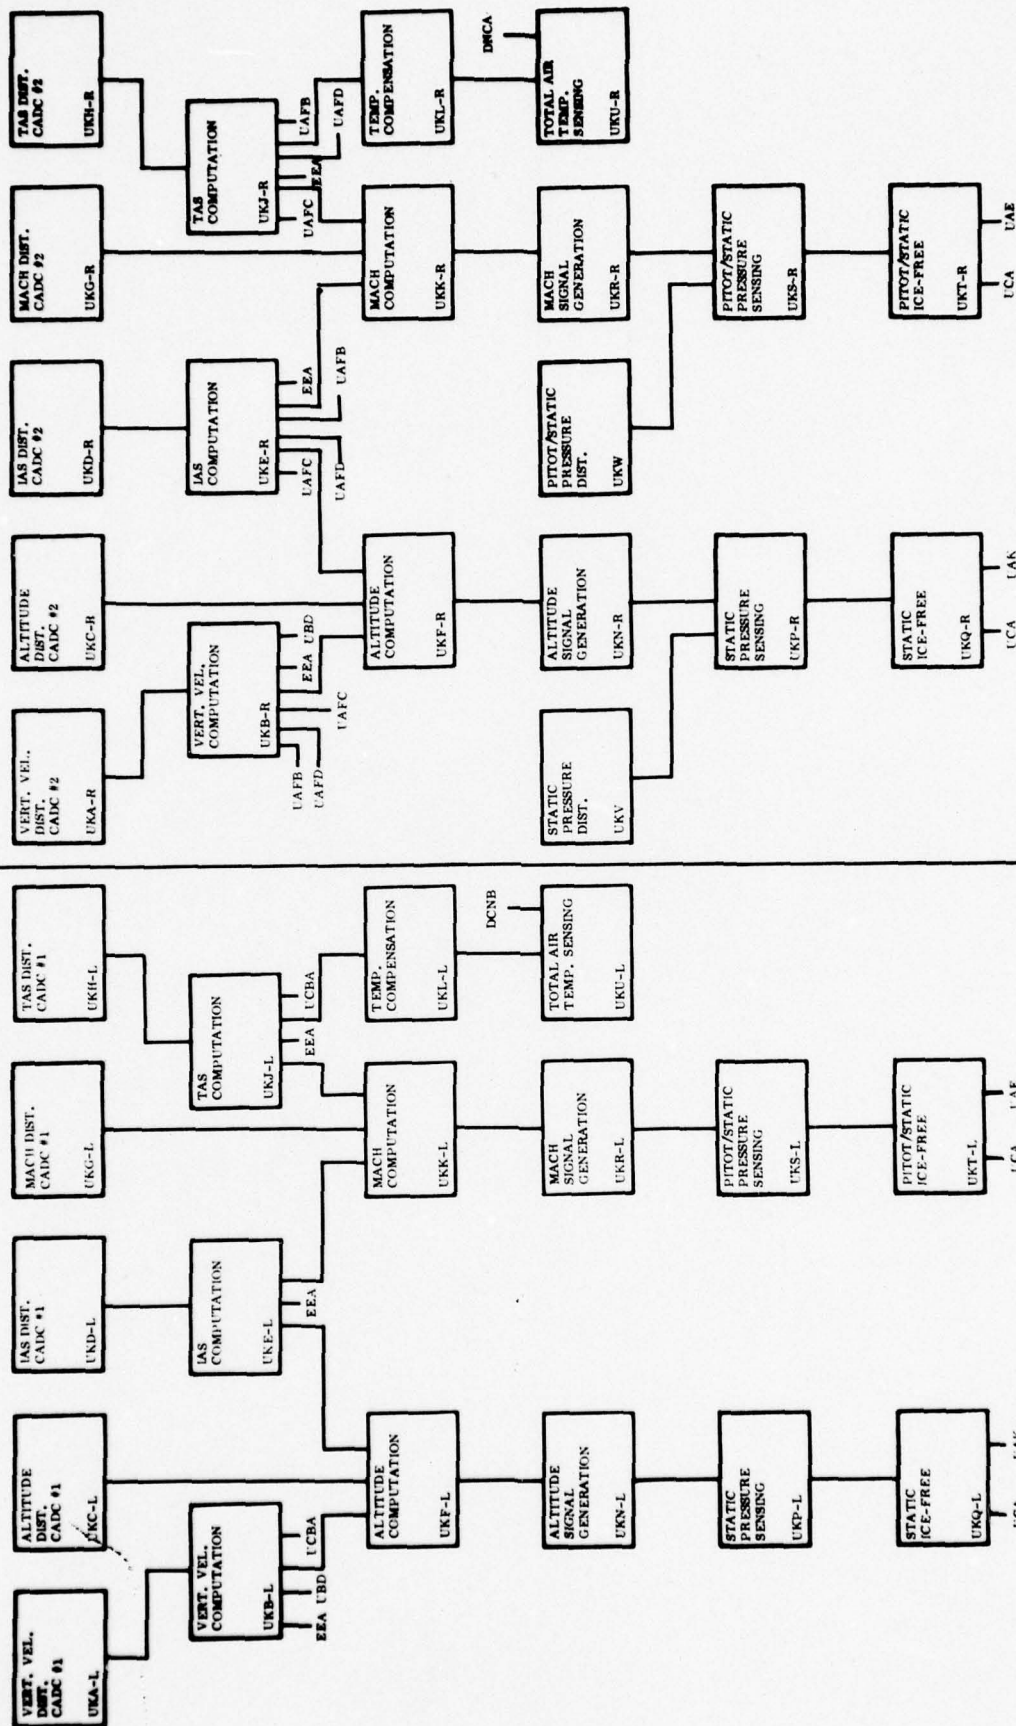 VERT. VEL.
DIST.
CADC #1
UKA-L
ALTITUDE
DIST.
CADC #1
UKC-L
IAS DIST.
CADC #1
UKD-L
MACH DIST.
CADC #1
UKG-L
TAS DIST.
CADC #1
UKH-L
VERT. VEL.
COMPUTATION
UKB-L
EEA
UBD
UCBA
IAS
COMPUTATION
UKE-L
EEA
TAS
COMPUTATION
UKJ-L
EEA
UCBA
ALTITUDE
COMPUTATION
UKF-L
MACH
COMPUTATION
UKK-L
TEMP.
COMPENSATION
UKL-L
DCNB
ALTITUDE
SIGNAL
GENERATION
UKN-L
MACH
SIGNAL
GENERATION
UKR-L
TOTAL AIR
TEMP. SENSING
UKU-L
STATIC
PRESSURE
SENSING
UKP-L
PITOT/STATIC
PRESSURE
SENSING
UKS-L
STATIC
ICE-FREE
UKQ-L
PITOT/STATIC
ICE-FREE
UKT-L
UCA
UAK
UCA
UAE
VERT. VEL.
DIST.
CADC #2
UKA-R
ALTITUDE
DIST.
CADC #2
UKC-R
IAS DIST.
CADC #2
UKD-R
MACH DIST.
CADC #2
UKG-R
TAS DIST.
CADC #2
UKH-R
VERT. VEL.
COMPUTATION
UKB-R
UAFB
UAFD
UAFC
EEA
UBD
IAS
COMPUTATION
UKE-R
UAFC
UAFD
UAFB
EEA
TAS
COMPUTATION
UKJ-R
UAFC
EEA
UAFD
UAFB
ALTITUDE
COMPUTATION
UKF-R
MACH
COMPUTATION
UKK-R
TEMP.
COMPENSATION
UKL-R
DNCA
STATIC
PRESSURE
DIST.
UKV
ALTITUDE
SIGNAL
GENERATION
UKN-R
PITOT/STATIC
PRESSURE
DIST.
UKW
MACH
SIGNAL
GENERATION
UKR-R
TOTAL AIR
TEMP.
SENSING
UKU-R
STATIC
PRESSURE
SENSING
UKP-R
PITOT/STATIC
PRESSURE
SENSING
UKS-R
STATIC
ICE-FREE
UKQ-R
PITOT/STATIC
ICE-FREE
UKT-R
UCA
UAK
UCA
UAE